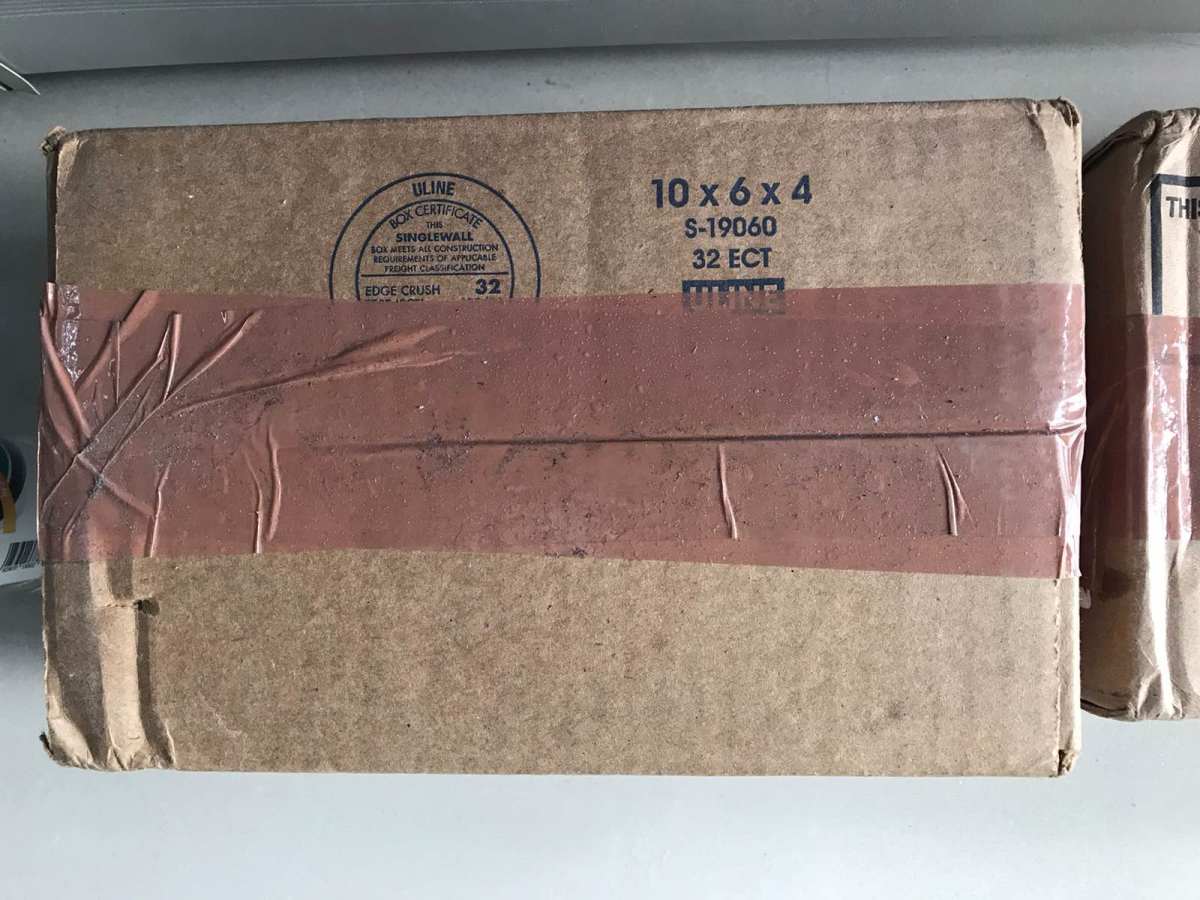 ULINE
BOX CERTIFICATE
THIS
SINGLEWALL
BOX MEETS ALL CONSTRUCTION
REQUIREMENTS OF APPLICABLE
FREIGHT CLASSIFICATION
EDGE CRUSH 32
10 x 6 x 4
S-19060
32 ECT
ULINE